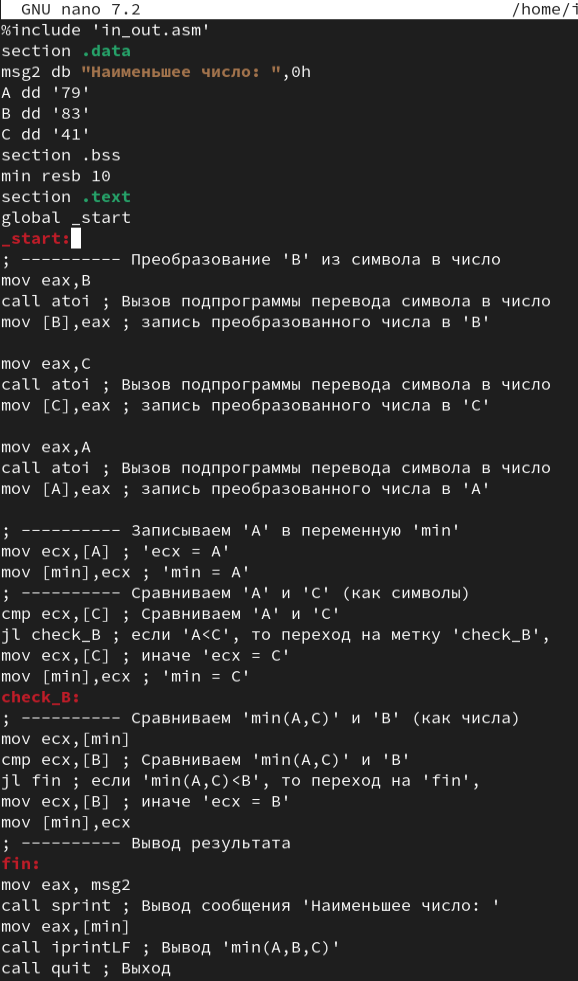 GNU nano 7.2 /home/i
%include 'in_out.asm'
section .data
msg2 db "Наименьшее число: ",0h
A dd '79'
B dd '83'
C dd '41'
section .bss
min resb 10
section .text
global _start
_start:
; ---------- Преобразование 'B' из символа в число
mov eax,B
call atoi ; Вызов подпрограммы перевода символа в число
mov [B],eax ; запись преобразованного числа в 'B'
mov eax,C
call atoi ; Вызов подпрограммы перевода символа в число
mov [C],eax ; запись преобразованного числа в 'C'
mov eax,A
call atoi ; Вызов подпрограммы перевода символа в число
mov [A],eax ; запись преобразованного числа в 'A'
; ---------- Записываем 'A' в переменную 'min'
mov ecx,[A] ; 'ecx = A'
mov [min],ecx ; 'min = A'
; ---------- Сравниваем 'A' и 'С' (как символы)
cmp ecx,[C] ; Сравниваем 'A' и 'С'
jl check_B ; если 'A<C', то переход на метку 'check_B',
mov ecx,[C] ; иначе 'ecx = C'
mov [min],ecx ; 'min = C'
check_B:
; ---------- Сравниваем 'min(A,C)' и 'B' (как числа)
mov ecx,[min]
cmp ecx,[B] ; Сравниваем 'min(A,C)' и 'B'
jl fin ; если 'min(A,C)<B', то переход на 'fin',
mov ecx,[B] ; иначе 'ecx = B'
mov [min],ecx
; ---------- Вывод результата
fin:
mov eax, msg2
call sprint ; Вывод сообщения 'Наименьшее число: '
mov eax,[min]
call iprintLF ; Вывод 'min(A,B,C)'
call quit ; Выход